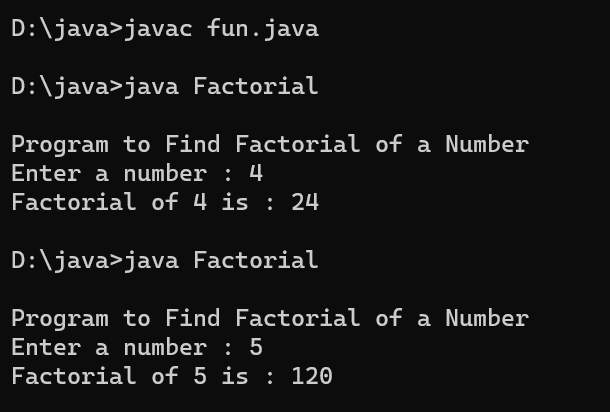 D:\java>javac fun.java
D:\java>java Factorial
Program to Find Factorial of a Number
Enter a number : 4
Factorial of 4 is : 24
D:\java>java Factorial
Program to Find Factorial of a Number
Enter a number : 5
Factorial of 5 is : 120